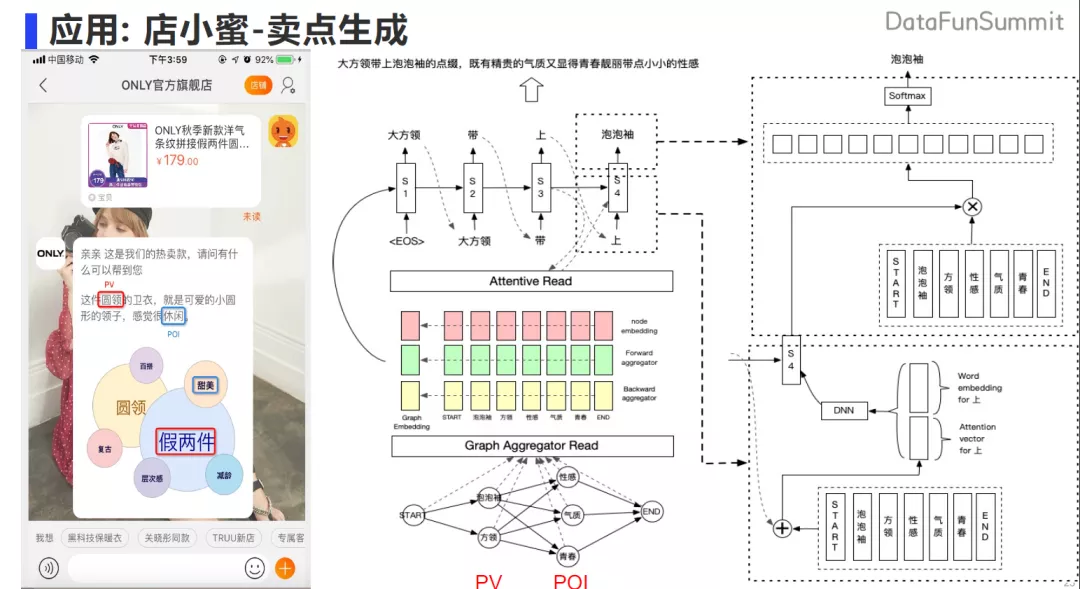 应用: 店小蜜-卖点生成
DataFunSummit
中国移动
下午3:59
92%
ONLY官方旗舰店
店铺
ONLY
ONLY秋季新款洋气
条纹拼接假两件圆...
¥179.00
179
宝贝
未读
ONLY
亲亲 这是我们的热卖款，请问有什
么可以帮到您
PV
这件圆领的卫衣，就是可爱的小圆
形的领子，感觉很休闲。
POI
百搭
甜美
圆领
假两件
复古
层次感
减龄
我想
黑科技保暖衣
关晓彤同款
TRUU新店
专属客
大方领带上泡泡袖的点缀，既有精贵的气质又显得青春靓丽带点小小的性感
大方领
带
上
泡泡袖
S1
S2
S3
S4
<EOS>
大方领
带
上
Attentive Read
node
embedding
Forward
aggregator
Backward
aggregator
Graph
Embedding
START
泡泡袖
方领
性感
气质
青春
END
Graph Aggregator Read
START
泡泡袖
方领
性感
气质
青春
END
PV
POI
泡泡袖
Softmax
START
泡泡袖
方领
性感
气质
青春
END
S4
DNN
Word
embedding
for 上
Attention
vector
for 上
START
泡泡袖
方领
性感
气质
青春
END